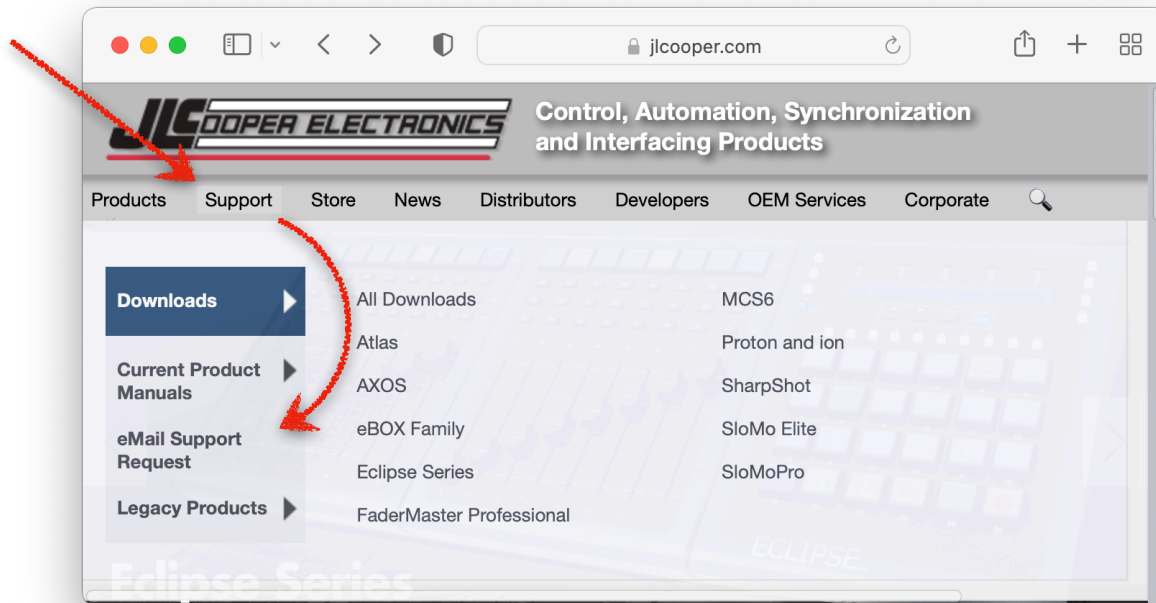 jlcooper.com
JLCOOPER ELECTRONICS
Control, Automation, Synchronization
and Interfacing Products
Products Support Store News Distributors Developers OEM Services Corporate
Downloads
Current Product
Manuals
eMail Support
Request
Legacy Products
All Downloads
Atlas
AXOS
eBOX Family
Eclipse Series
FaderMaster Professional
MCS6
Proton and ion
SharpShot
SloMo Elite
SloMoPro
ECLIPSE
Eclipse Series